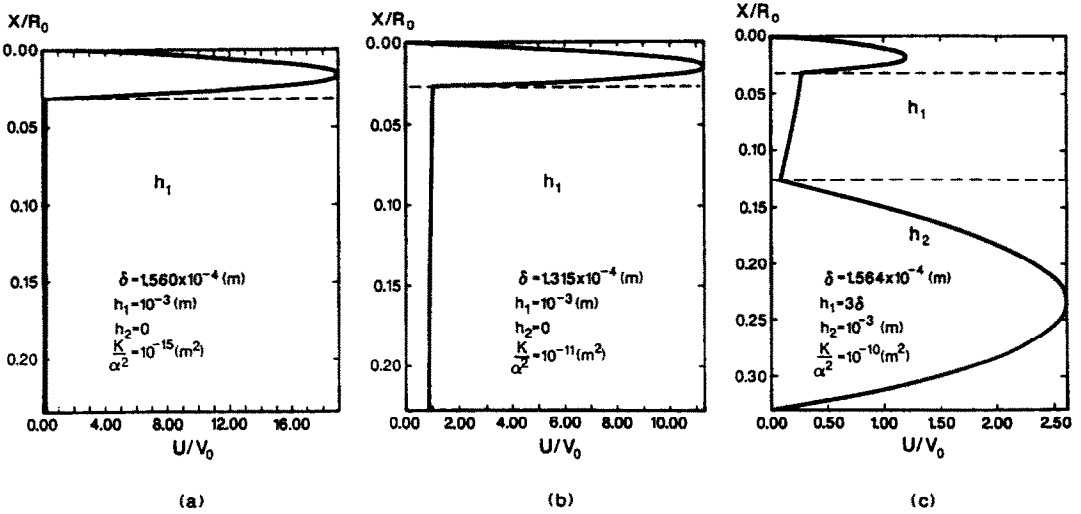 X/R₀
0.00
0.05
0.10
0.15
0.20
h₁
δ=1.560x10⁻⁴ (m)
h₁=10⁻³ (m)
h₂=0
K/α²=10⁻¹⁵ (m²)
0.00 4.00 8.00 12.00 16.00
U/V₀
(a)
X/R₀
0.00
0.05
0.10
0.15
0.20
h₁
δ=1.315x10⁻⁴ (m)
h₁=10⁻³ (m)
h₂=0
K/α²=10⁻¹¹ (m²)
0.00 2.00 4.00 6.00 8.00 10.00
U/V₀
(b)
X/R₀
0.00
0.05
0.10
0.15
0.20
0.25
0.30
h₁
h₂
δ=1.564x10⁻⁴ (m)
h₁=3δ
h₂=10⁻³ (m)
K/α²=10⁻¹⁰ (m²)
0.00 0.50 1.00 1.50 2.00 2.50
U/V₀
(c)